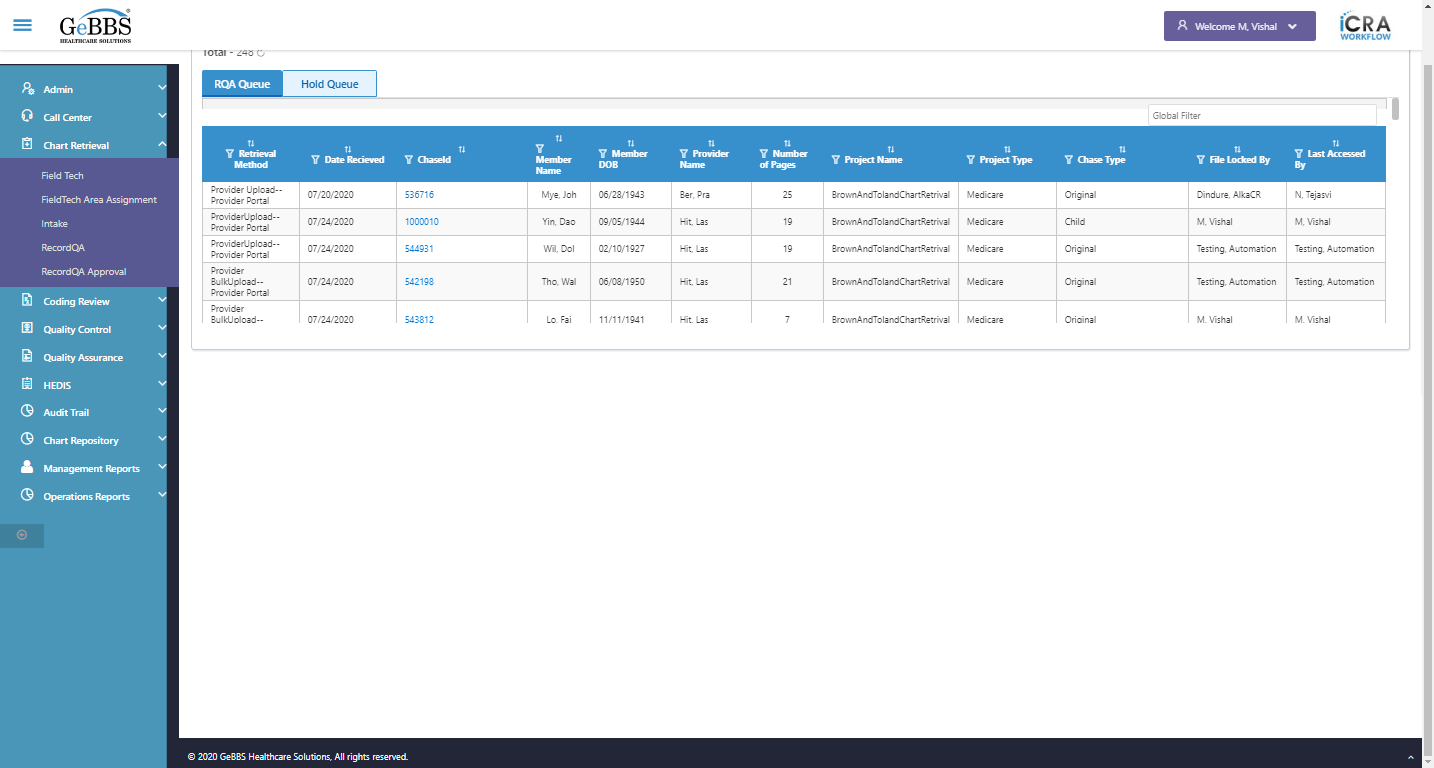 GeBBS
HEALTHCARE SOLUTIONS
Welcome M, Vishal
iCRA
WORKFLOW
Total - 248
RQA Queue
Hold Queue
Global Filter
Admin
Call Center
Chart Retrieval
Field Tech
FieldTech Area Assignment
Intake
RecordQA
RecordQA Approval
Coding Review
Quality Control
Quality Assurance
HEDIS
Audit Trail
Chart Repository
Management Reports
Operations Reports
Retrieval Method Date Recieved ChaseId Member Name Member DOB Provider Name Number of Pages Project Name Project Type Chase Type File Locked By Last Accessed By
Provider Upload--Provider Portal 07/20/2020 536716 Mye, Joh 06/28/1943 Ber, Pra 25 BrownAndTolandChartRetrival Medicare Original Dindure, AlkaCR N, Tejasvi
ProviderUpload--Provider Portal 07/24/2020 1000010 Yin, Dao 09/05/1944 Hit, Las 19 BrownAndTolandChartRetrival Medicare Child M, Vishal M, Vishal
ProviderUpload--Provider Portal 07/24/2020 544931 Wil, Dol 02/10/1927 Hit, Las 19 BrownAndTolandChartRetrival Medicare Original Testing, Automation Testing, Automation
Provider BulkUpload--Provider Portal 07/24/2020 542198 Tho, Wal 06/08/1950 Hit, Las 21 BrownAndTolandChartRetrival Medicare Original Testing, Automation Testing, Automation
Provider BulkUpload-- 07/24/2020 543812 Lo, Fai 11/11/1941 Hit, Las 7 BrownAndTolandChartRetrival Medicare Original M, Vishal M, Vishal
© 2020 GeBBS Healthcare Solutions, All rights reserved.